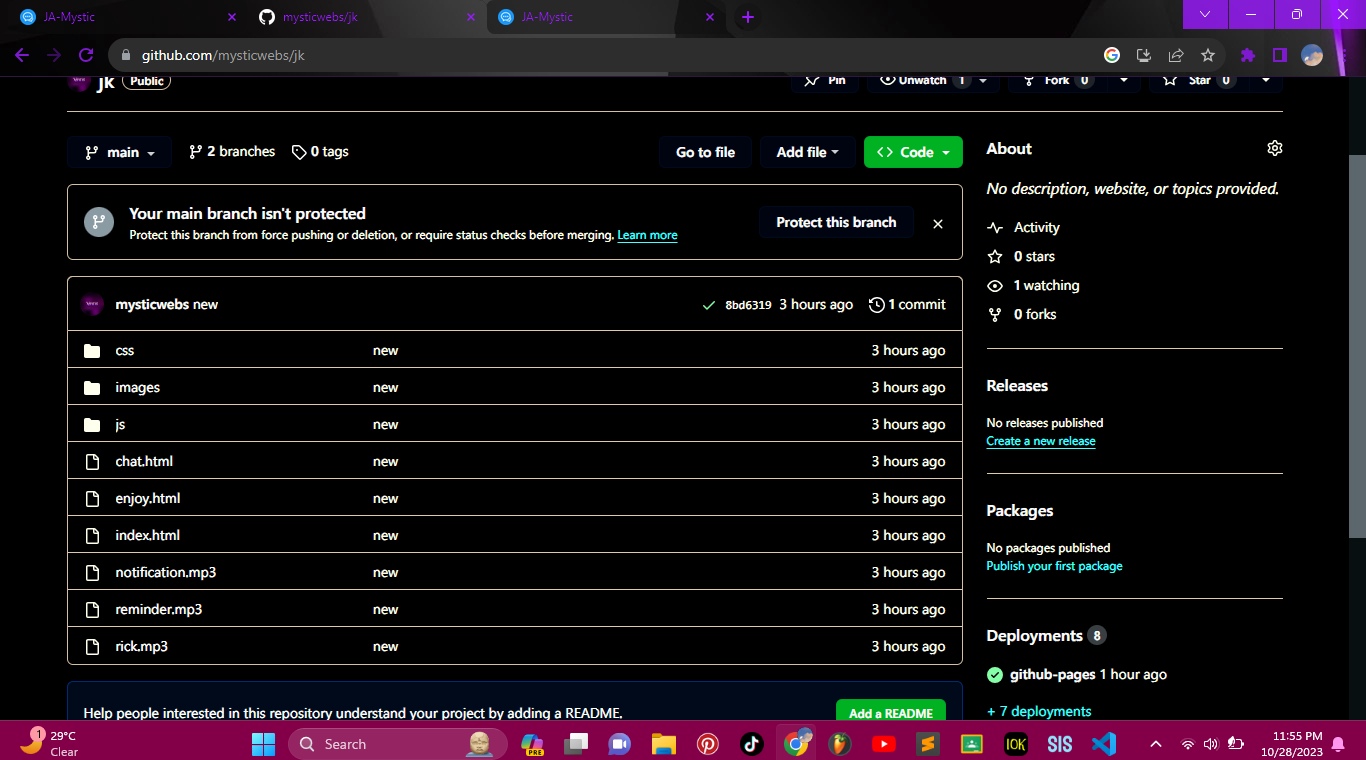 JA-Mystic
mysticwebs/jk
JA-Mystic
github.com/mysticwebs/jk
jk Public
Pin
Unwatch 1
Fork 0
Star 0
main
2 branches
0 tags
Go to file
Add file
Code
About
No description, website, or topics provided.
Your main branch isn't protected
Protect this branch from force pushing or deletion, or require status checks before merging. Learn more
Protect this branch
Activity
0 stars
1 watching
0 forks
mysticwebs new
8bd6319 3 hours ago
1 commit
css new 3 hours ago
images new 3 hours ago
js new 3 hours ago
chat.html new 3 hours ago
enjoy.html new 3 hours ago
index.html new 3 hours ago
notification.mp3 new 3 hours ago
reminder.mp3 new 3 hours ago
rick.mp3 new 3 hours ago
Releases
No releases published
Create a new release
Packages
No packages published
Publish your first package
Deployments 8
github-pages 1 hour ago
+ 7 deployments
Help people interested in this repository understand your project by adding a README.
Add a README
1
29°C
Clear
Search
PRE
IOK
SIS
11:55 PM
10/28/2023